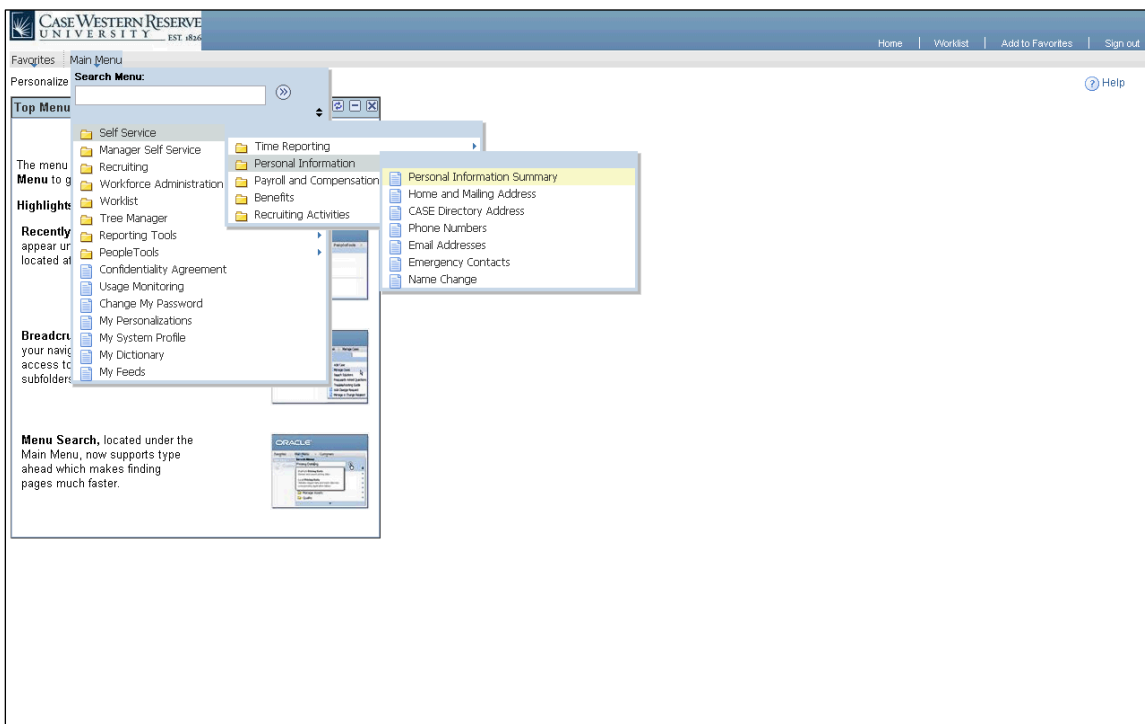 CASE WESTERN RESERVE
UNIVERSITY EST. 1826
Home | Worklist | Add to Favorites | Sign out
Favorites Main Menu
Personalize
Help
Search Menu:
Top Menu
Self Service
Manager Self Service
Recruiting
Workforce Administration
Worklist
Tree Manager
Reporting Tools
PeopleTools
Confidentiality Agreement
Usage Monitoring
Change My Password
My Personalizations
My System Profile
My Dictionary
My Feeds
Time Reporting
Personal Information
Payroll and Compensation
Benefits
Recruiting Activities
Personal Information Summary
Home and Mailing Address
CASE Directory Address
Phone Numbers
Email Addresses
Emergency Contacts
Name Change
The menu
Menu to g
Highlights
Recently
appear un
located at
Breadcru
your navig
access to
subfolders
Menu Search, located under the
Main Menu, now supports type
ahead which makes finding
pages much faster.
ORACLE